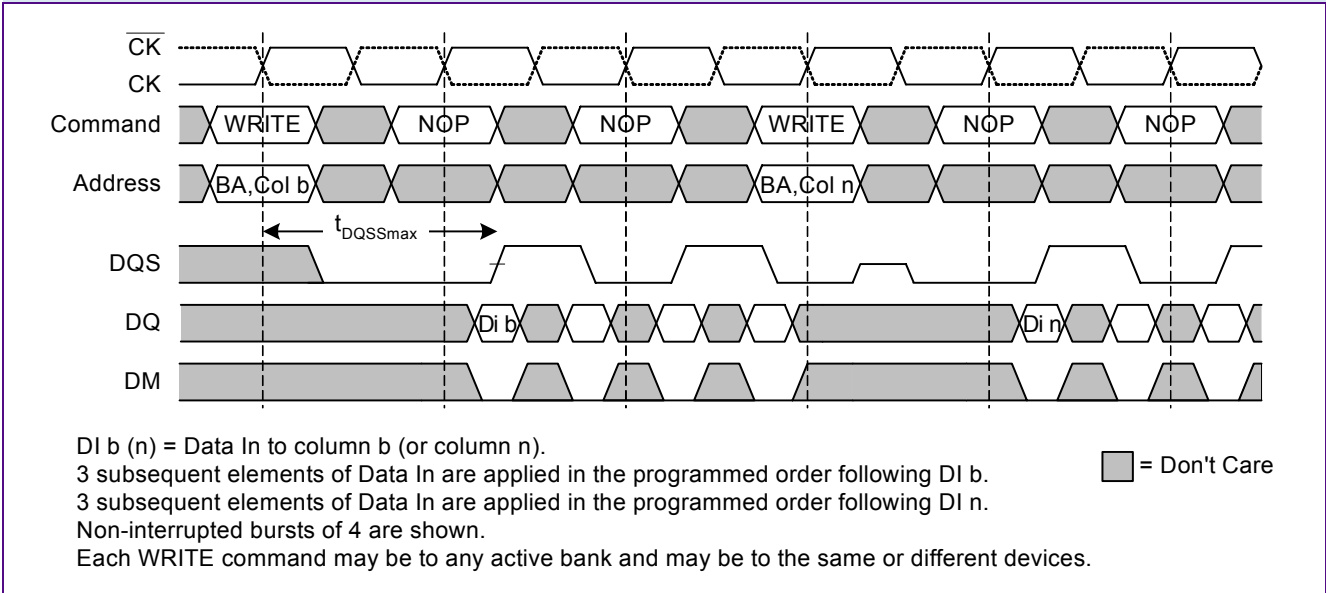 CK
CK
Command WRITE NOP NOP WRITE NOP NOP
Address BA,Col b BA,Col n
tDQSSmax
DQS
DQ Di b Di n
DM
DI b (n) = Data In to column b (or column n).
3 subsequent elements of Data In are applied in the programmed order following DI b.
= Don't Care
3 subsequent elements of Data In are applied in the programmed order following DI n.
Non-interrupted bursts of 4 are shown.
Each WRITE command may be to any active bank and may be to the same or different devices.